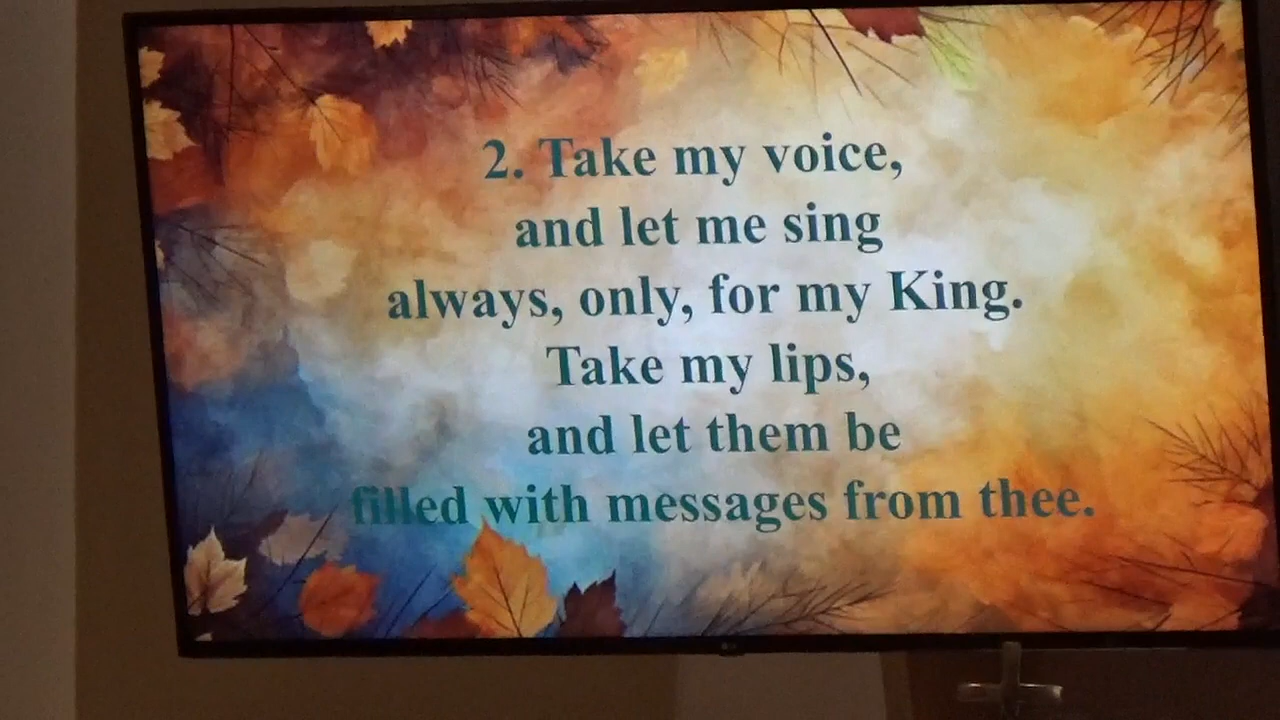 2. Take my voice,
and let me sing
always, only, for my King.
Take my lips,
and let them be
filled with messages from thee.